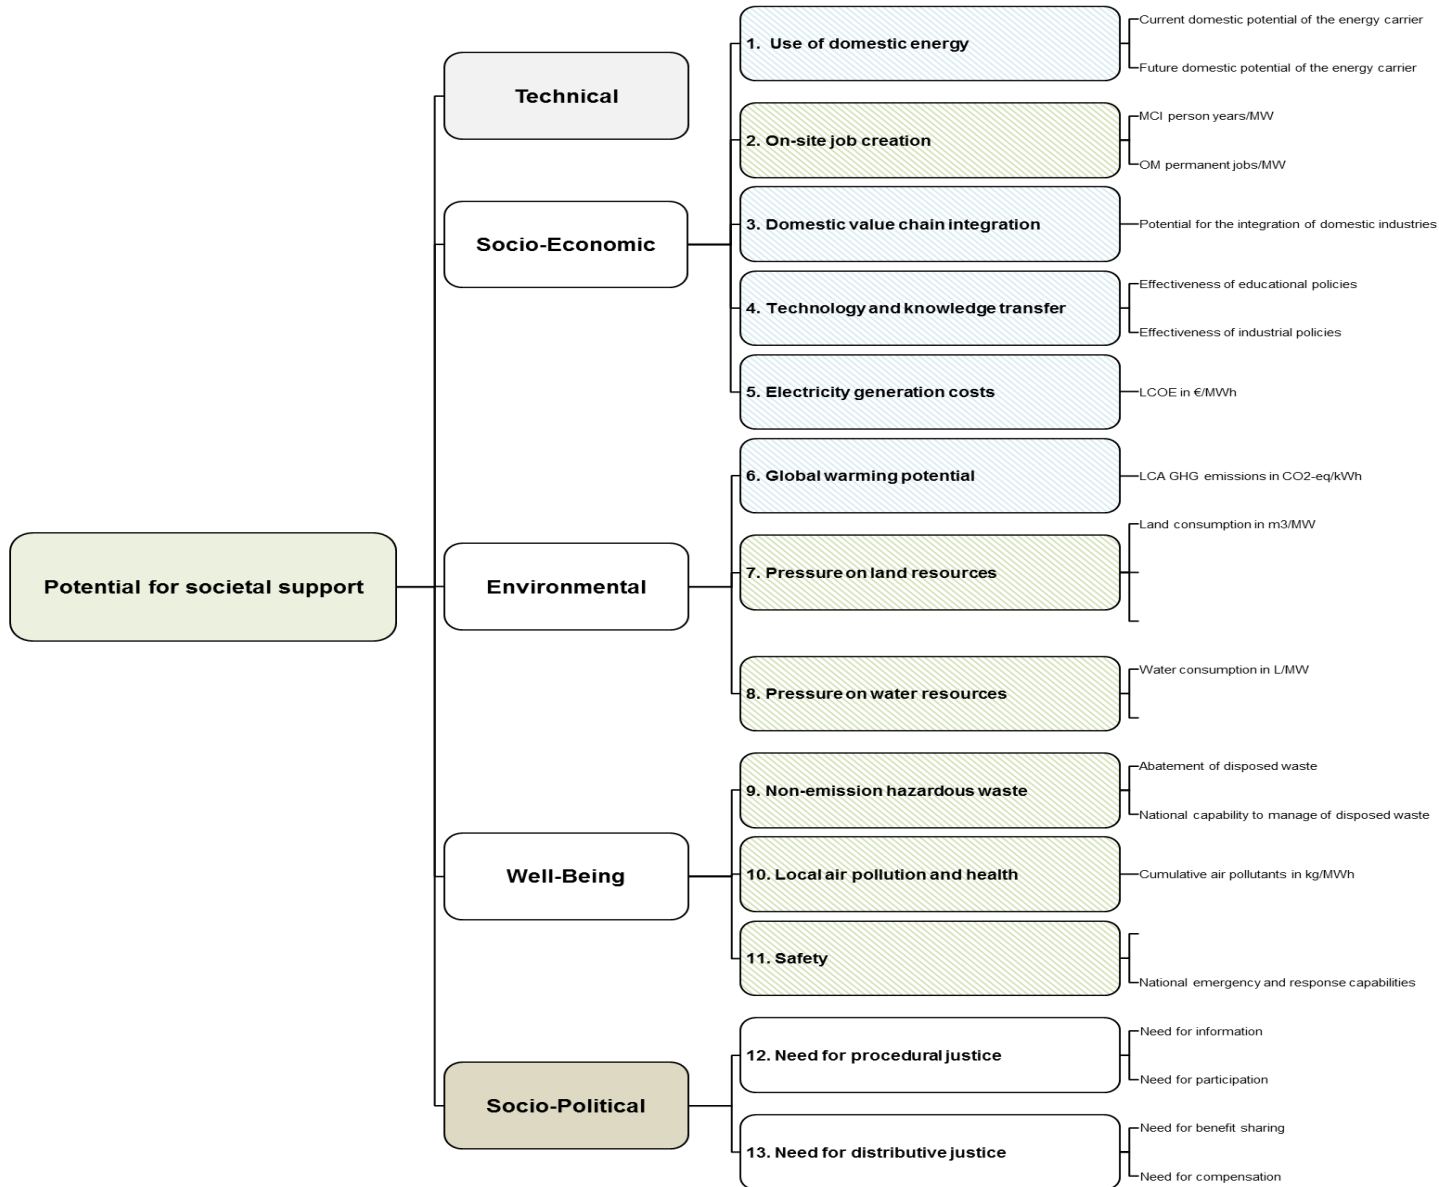 Potential for societal support
Technical
Socio-Economic
1. Use of domestic energy
Current domestic potential of the energy carrier
Future domestic potential of the energy carrier
2. On-site job creation
MCI person years/MW
OM permanent jobs/MW
3. Domestic value chain integration
Potential for the integration of domestic industries
4. Technology and knowledge transfer
Effectiveness of educational policies
Effectiveness of industrial policies
5. Electricity generation costs
LCOE in €/MWh
Environmental
6. Global warming potential
LCA GHG emissions in CO2-eq/kWh
7. Pressure on land resources
Land consumption in m3/MW
8. Pressure on water resources
Water consumption in L/MW
Well-Being
9. Non-emission hazardous waste
Abatement of disposed waste
National capability to manage of disposed waste
10. Local air pollution and health
Cumulative air pollutants in kg/MWh
11. Safety
National emergency and response capabilities
Socio-Political
12. Need for procedural justice
Need for information
Need for participation
13. Need for distributive justice
Need for benefit sharing
Need for compensation